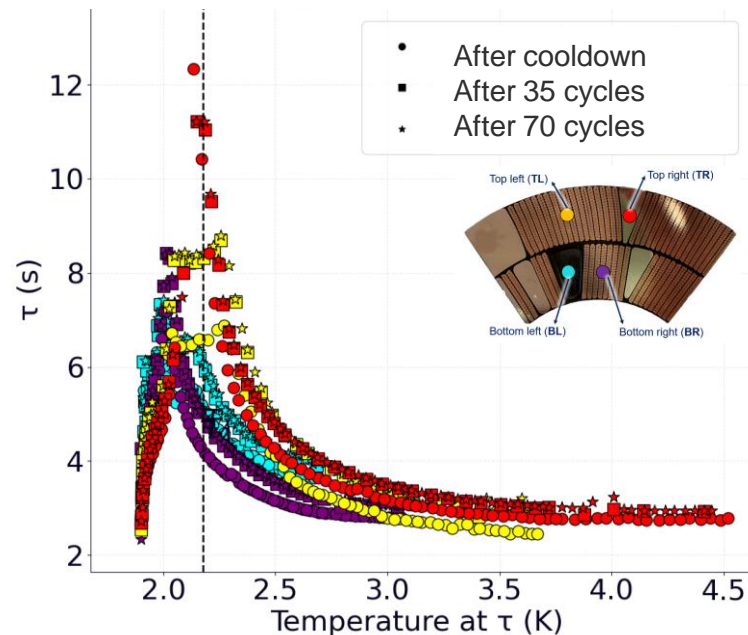 12
10
8
6
4
2
τ (s)
After cooldown
After 35 cycles
After 70 cycles
Top left (TL)
Top right (TR)
Bottom left (BL)
Bottom right (BR)
2.0 2.5 3.0 3.5 4.0 4.5
Temperature at τ (K)